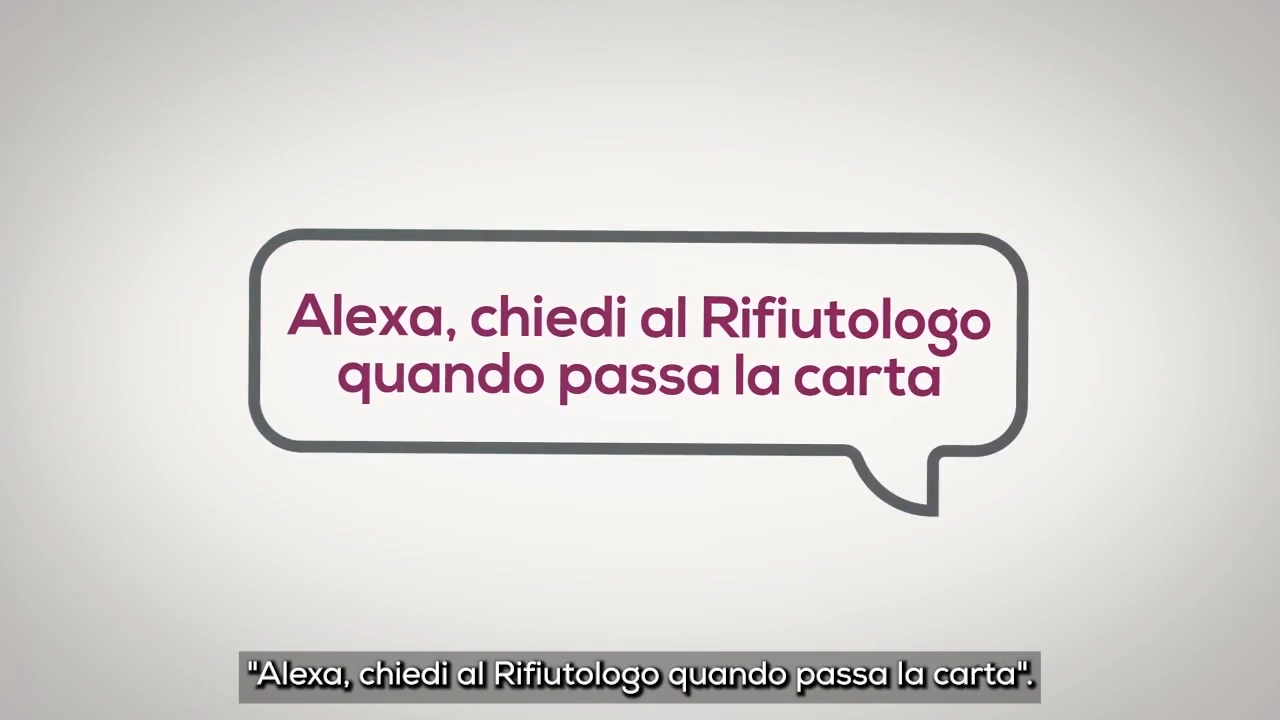 Alexa, chiedi al Rifiutologo
quando passa la carta
"Alexa, chiedi al Rifiutologo quando passa la carta".